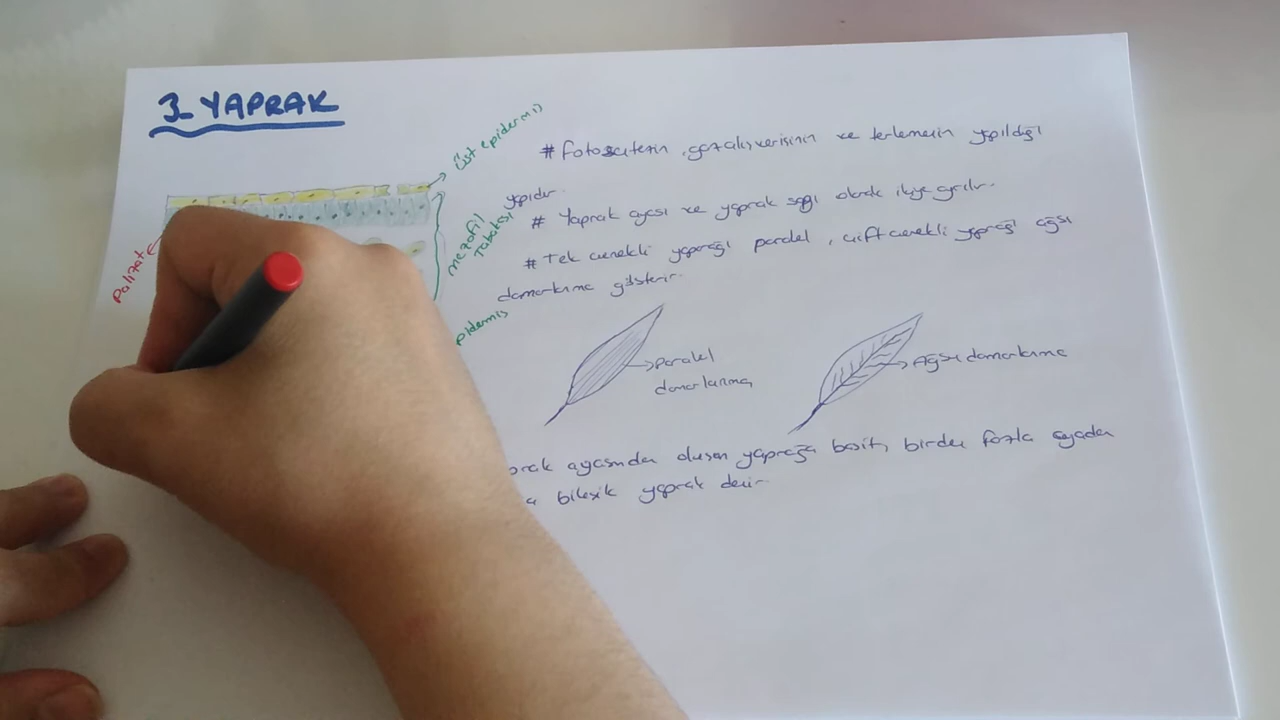 3- YAPRAK
Üst epidermis
mezofil
Tabakası
Palizat
pidermis
# fotosentezin, gaz alışverişinin ve terlemenin yapıldığı
yapıdır.
# Yaprak ayası ve yaprak sapı olarak ikiye ayrılır.
# Tek çenekli yaprağı paralel, çift çenekli yaprağı ağsı
damarlanma gösterir.
paralel
damarlanma
Ağsı damarlanma
prak ayasından oluşan yaprağa basit, birden fazla ayadan
a bileşik yaprak denir